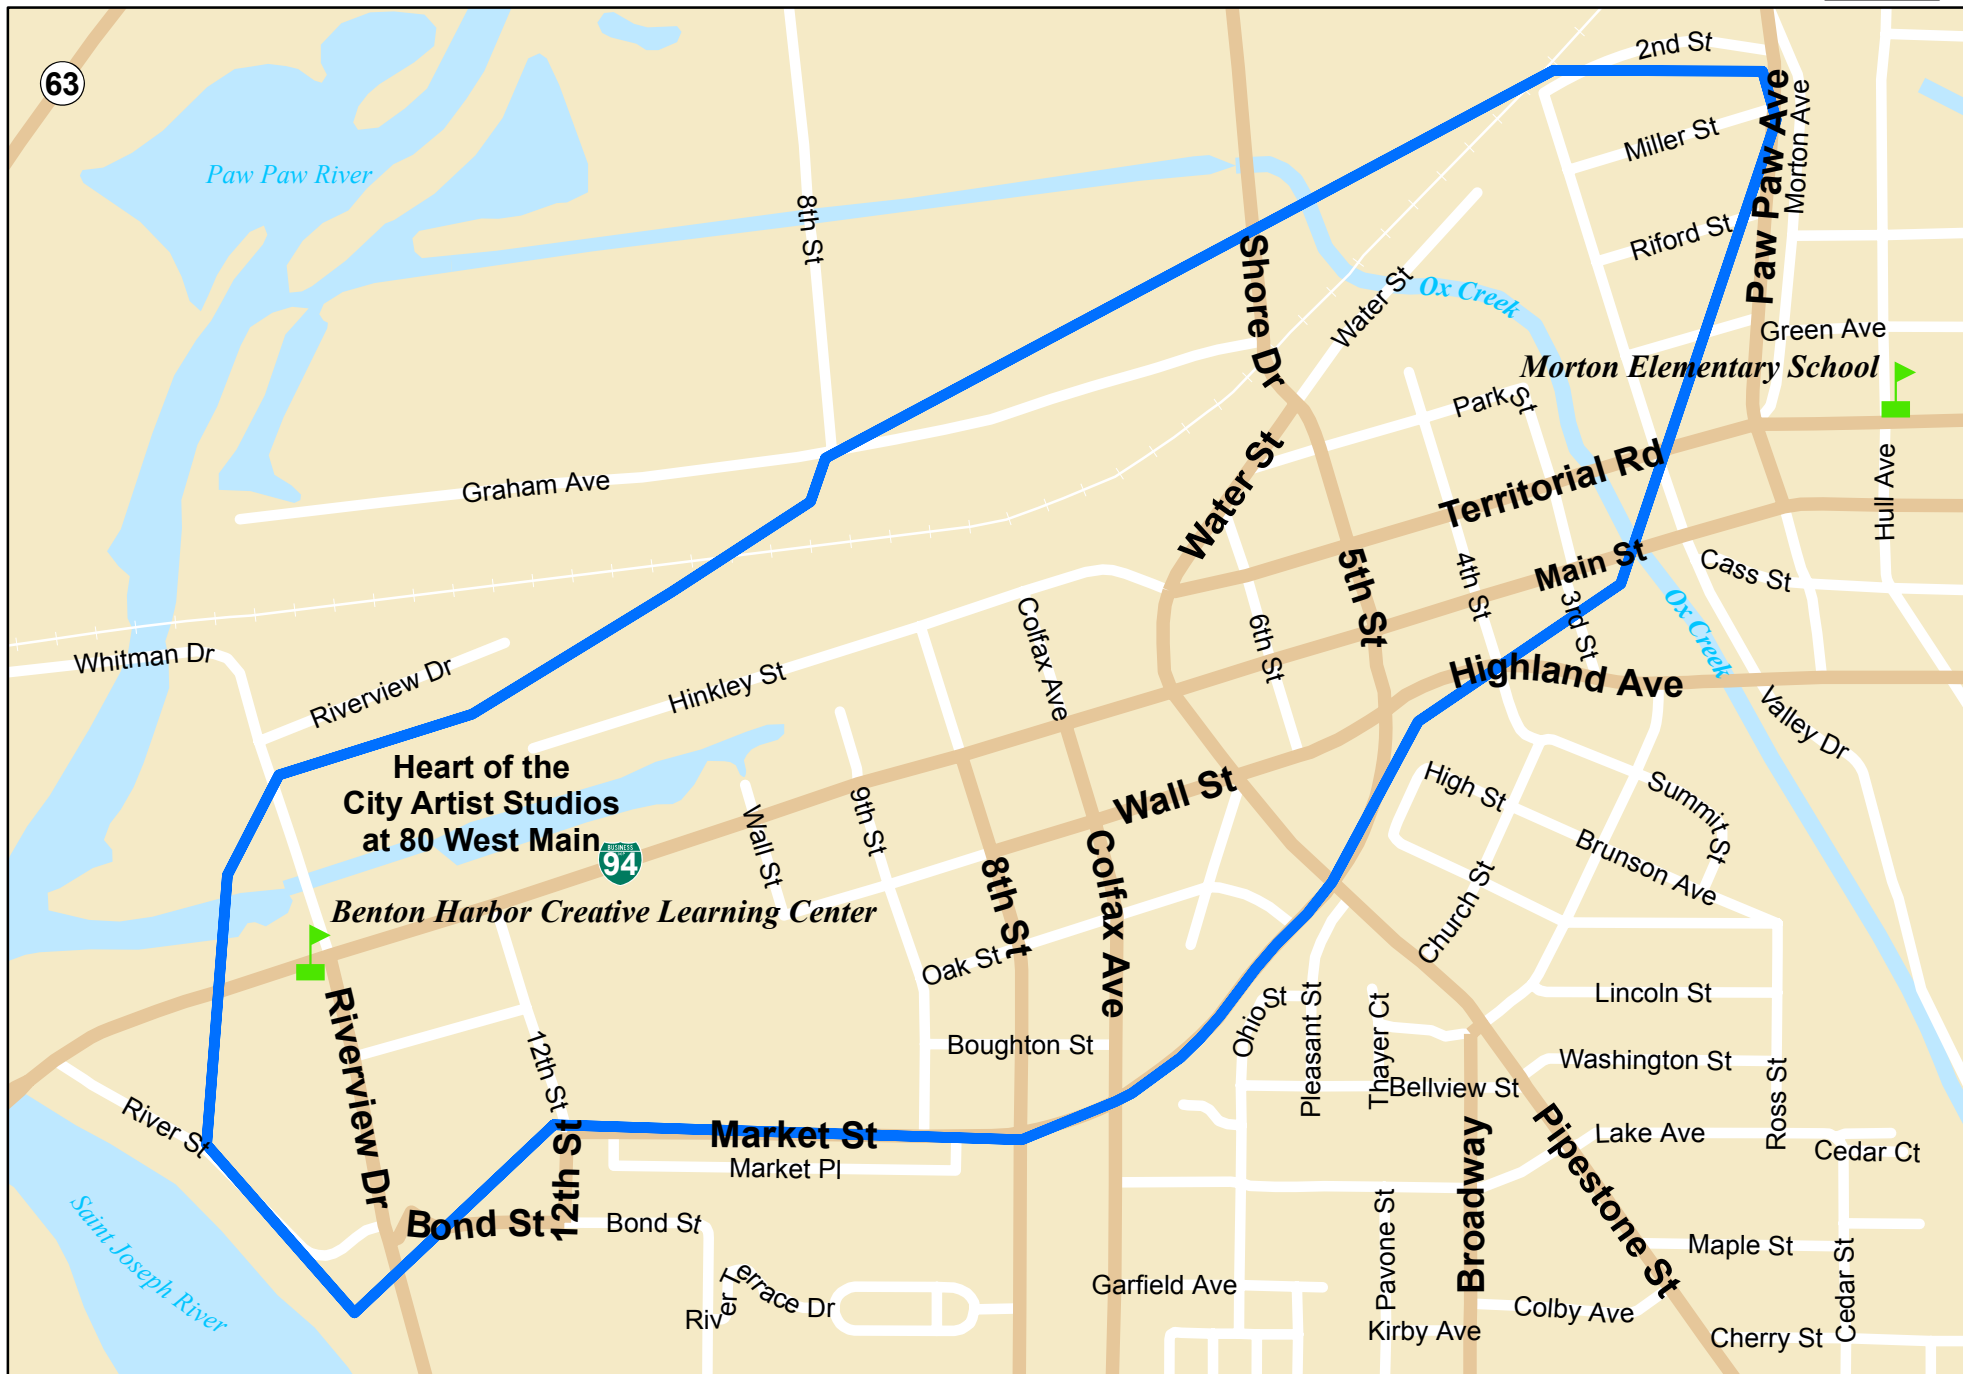 63
2nd St
Paw Paw Ave
Morton Ave
Miller St
Paw Paw River
8th St
Riford St
Shore Dr
Water St
Ox Creek
Green Ave
Morton Elementary School
Park St
Water St
Territorial Rd
Hull Ave
Graham Ave
5th St
4th St
Main St
3rd St
Cass St
Ox Creek
Colfax Ave
6th St
Whitman Dr
Riverview Dr
Hinkley St
Highland Ave
Valley Dr
Heart of the
City Artist Studios
at 80 West Main
BUSINESS
94
Wall St
9th St
Wall St
High St
Summit St
Brunson Ave
Church St
8th St
Colfax Ave
Benton Harbor Creative Learning Center
Oak St
Riverview Dr
12th St
Boughton St
Ohio St
Pleasant St
Thayer Ct
Lincoln St
Washington St
Bellview St
Ross St
River St
12th St
Market St
Market Pl
Broadway
Pipestone St
Lake Ave
Cedar Ct
Saint Joseph River
Bond St
Bond St
River Terrace Dr
Garfield Ave
Pavone St
Kirby Ave
Colby Ave
Maple St
Cedar St
Cherry St